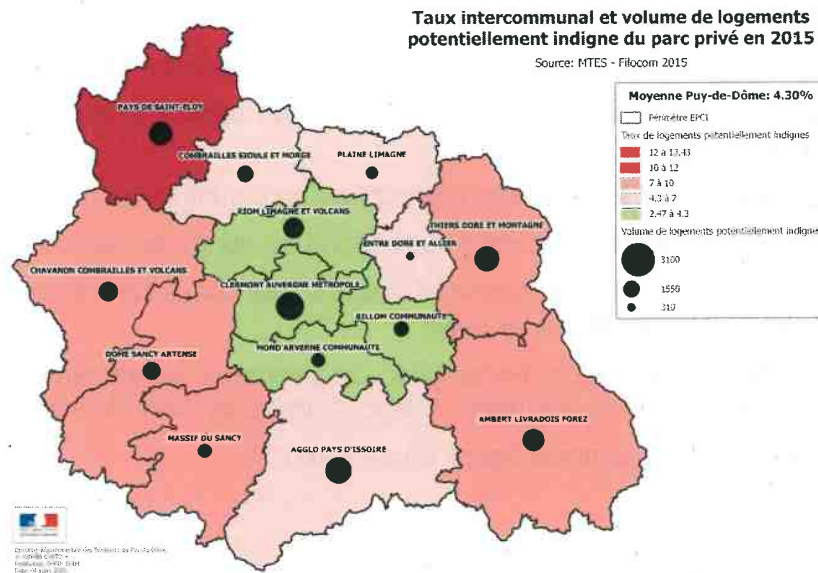 Taux intercommunal et volume de logements
potentiellement indigne du parc privé en 2015
Source: MTES - Filocom 2015
Moyenne Puy-de-Dôme: 4.30%
Périmètre EPCI
Taux de logements potentiellement indignes
12 à 13.43
10 à 12
7 à 10
4.3 à 7
2.47 à 4.3
Volume de logements potentiellement indigne
3100
1550
310
PAYS DE SAINT-ELOY
COMBRAILLES SIOULE ET MORGE
PLAINE LIMAGNE
RIOM LIMAGNE ET VOLCANS
THIERS DORE ET MONTAGNE
ENTRE DORE ET ALLIER
CHAVANON COMBRAILLES ET VOLCANS
CLERMONT AUVERGNE METROPOLE
BILLOM COMMUNAUTE
MOND'ARVERNE COMMUNAUTE
DOME SANCY ARTENSE
AMBERT LIVRADOIS FOREZ
MASSIF DU SANCY
AGGLO PAYS D'ISSOIRE